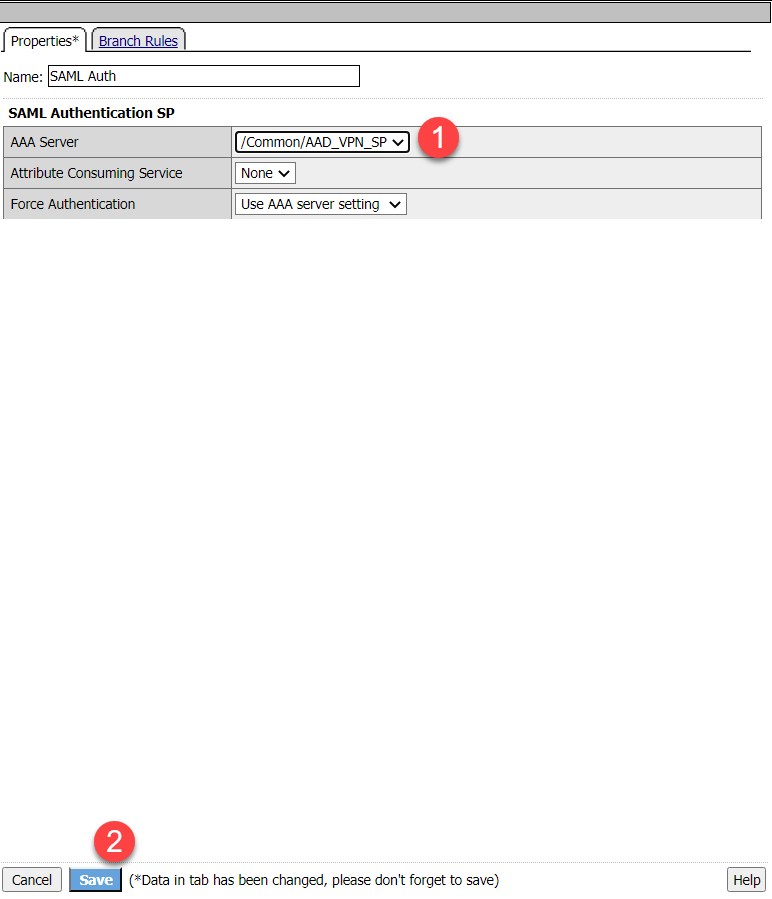 Properties* Branch Rules
Name: SAML Auth
SAML Authentication SP
AAA Server /Common/AAD_VPN_SP 1
Attribute Consuming Service None
Force Authentication Use AAA server setting
2
Cancel Save (*Data in tab has been changed, please don't forget to save) Help